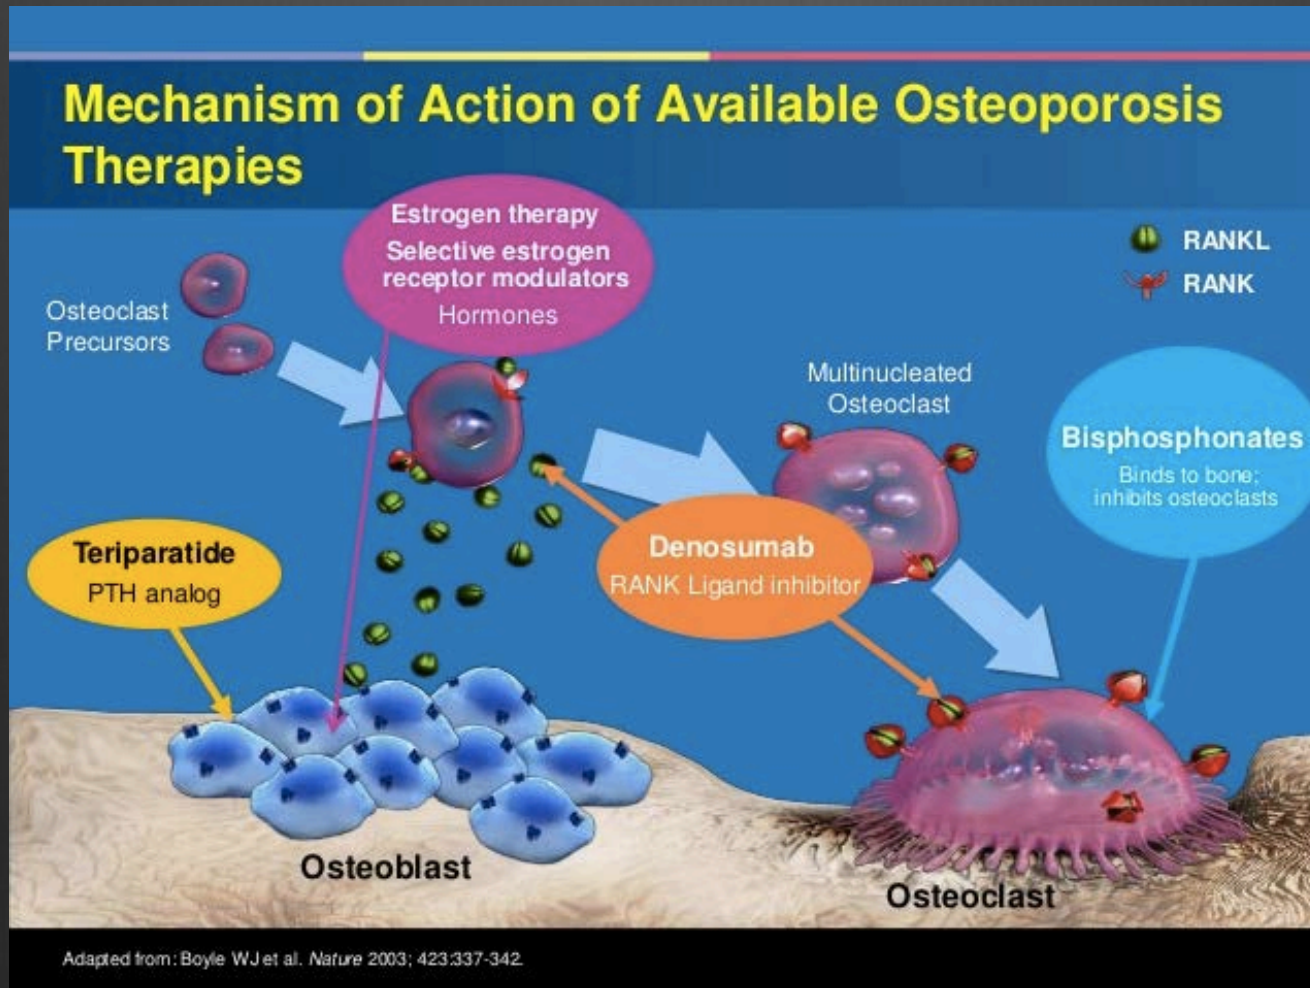 Mechanism of Action of Available Osteoporosis
Therapies
Estrogen therapy
Selective estrogen
receptor modulators
Hormones
RANKL
RANK
Osteoclast
Precursors
Multinucleated
Osteoclast
Bisphosphonates
Binds to bone;
inhibits osteoclasts
Teriparatide
PTH analog
Denosumab
RANK Ligand inhibitor
Osteoblast
Osteoclast
Adapted from: Boyle WJ et al. Nature 2003; 423:337-342.